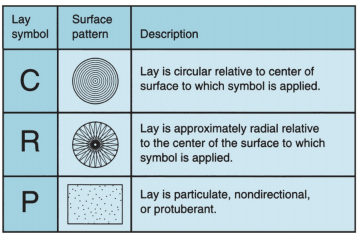 Lay symbol
Surface pattern
Description
C
Lay is circular relative to center of
surface to which symbol is applied.
R
Lay is approximately radial relative
to the center of the surface to which
symbol is applied.
P
Lay is particulate, nondirectional,
or protuberant.